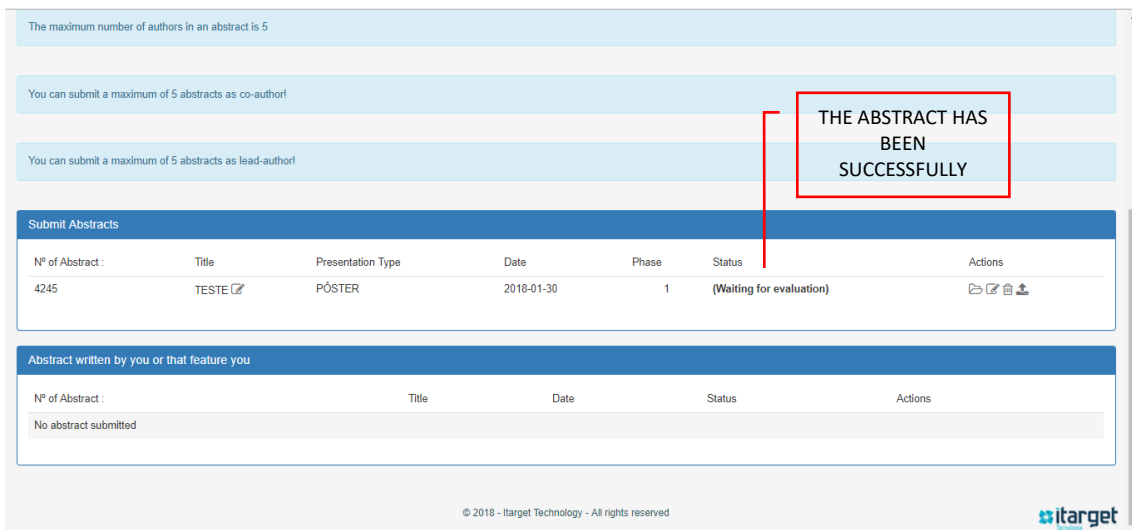 The maximum number of authors in an abstract is 5
You can submit a maximum of 5 abstracts as co-author!
THE ABSTRACT HAS
BEEN
SUCCESSFULLY
You can submit a maximum of 5 abstracts as lead-author!
Submit Abstracts
Nº of Abstract : Title Presentation Type Date Phase Status Actions
4245 TESTE PÔSTER 2018-01-30 1 (Waiting for evaluation)
Abstract written by you or that feature you
Nº of Abstract : Title Date Status Actions
No abstract submitted
© 2018 - Itarget Technology - All rights reserved
itarget
Tecnologia